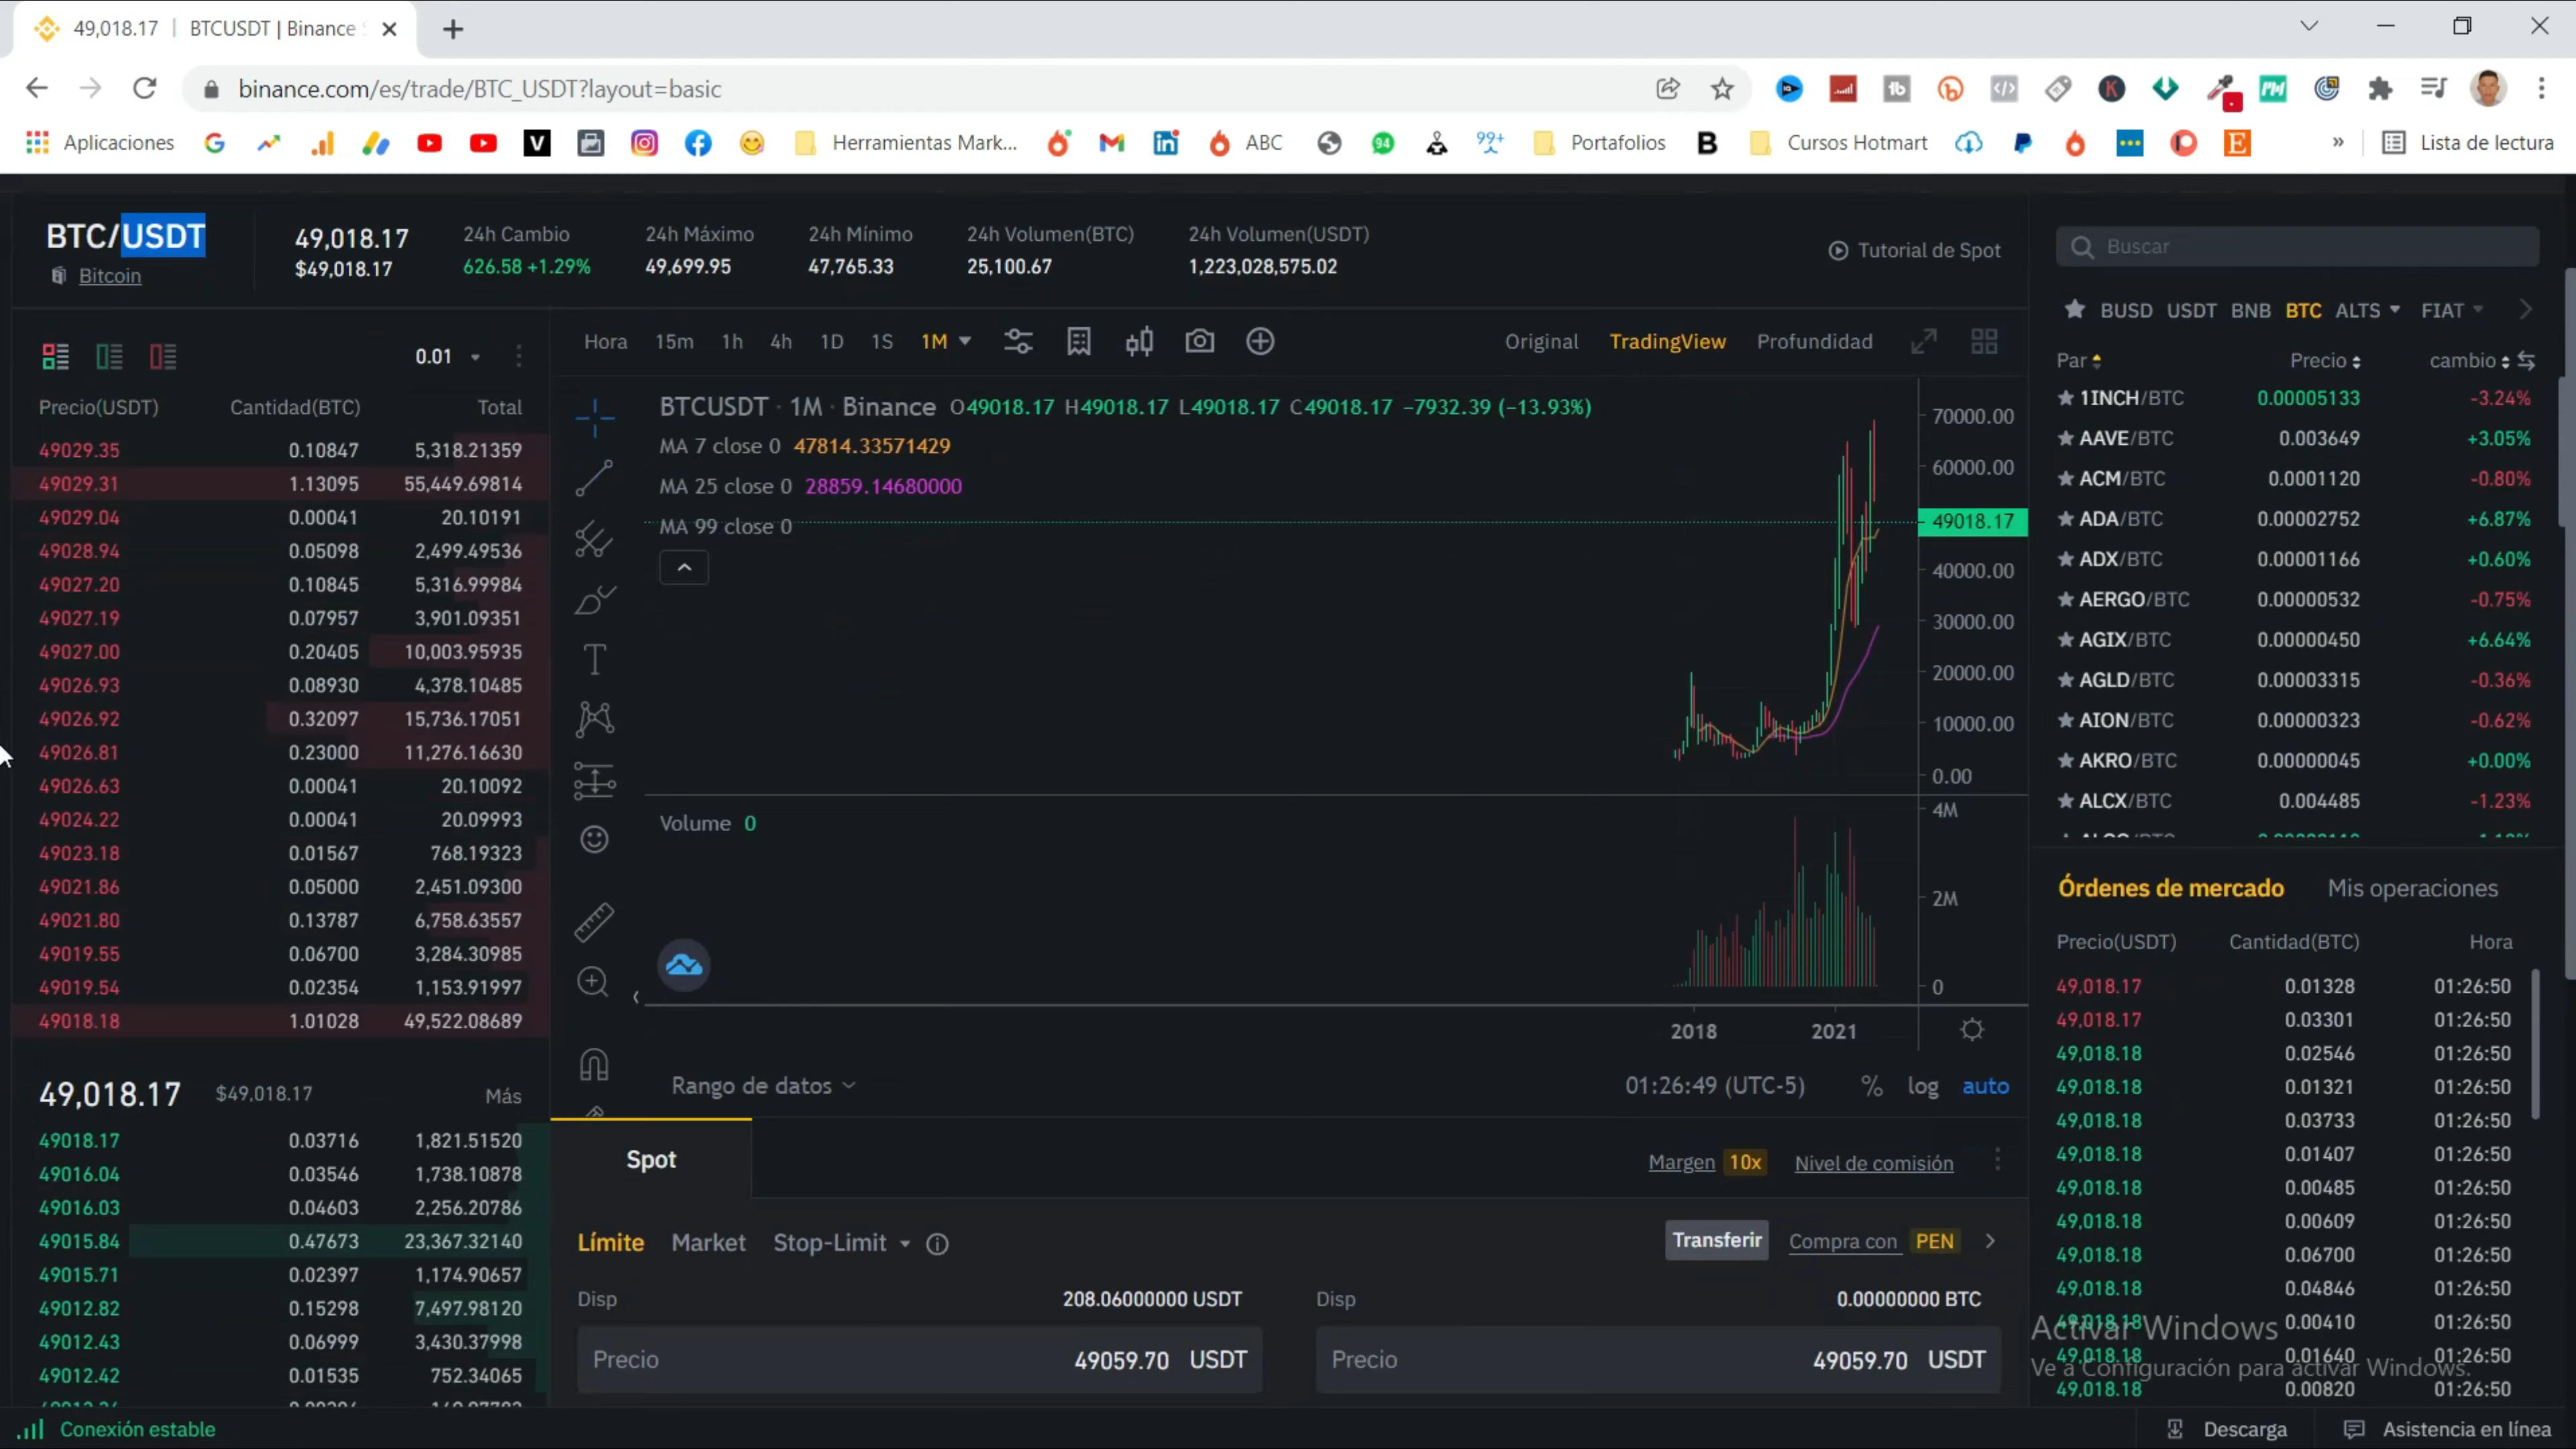 49,018.17 | BTCUSDT | Binance S
binance.com/es/trade/BTC_USDT?layout=basic
Aplicaciones
Herramientas Mark...
ABC
94
99+
Portafolios
Cursos Hotmart
Lista de lectura
BTC/USDT
Bitcoin
49,018.17
$49,018.17
24h Cambio
626.58 +1.29%
24h Máximo
49,699.95
24h Mínimo
47,765.33
24h Volumen(BTC)
25,100.67
24h Volumen(USDT)
1,223,028,575.02
Tutorial de Spot
0.01
Precio(USDT) Cantidad(BTC) Total
49029.35 0.10847 5,318.21359
49029.31 1.13095 55,449.69814
49029.04 0.00041 20.10191
49028.94 0.05098 2,499.49536
49027.20 0.10845 5,316.99984
49027.19 0.07957 3,901.09351
49027.00 0.20405 10,003.95935
49026.93 0.08930 4,378.10485
49026.92 0.32097 15,736.17051
49026.81 0.23000 11,276.16630
49026.63 0.00041 20.10092
49024.22 0.00041 20.09993
49023.18 0.01567 768.19323
49021.86 0.05000 2,451.09300
49021.80 0.13787 6,758.63557
49019.55 0.06700 3,284.30985
49019.54 0.02354 1,153.91997
49018.18 1.01028 49,522.08689
49,018.17 $49,018.17 Más
49018.17 0.03716 1,821.51520
49016.04 0.03546 1,738.10878
49016.03 0.04603 2,256.20786
49015.84 0.47673 23,367.32140
49015.71 0.02397 1,174.90657
49012.82 0.15298 7,497.98120
49012.43 0.06999 3,430.37998
49012.42 0.01535 752.34065
Hora 15m 1h 4h 1D 1S 1M
Original TradingView Profundidad
BTCUSDT · 1M · Binance O49018.17 H49018.17 L49018.17 C49018.17 −7932.39 (−13.93%)
MA 7 close 0 47814.33571429
MA 25 close 0 28859.14680000
MA 99 close 0
70000.00
60000.00
49018.17
40000.00
30000.00
20000.00
10000.00
0.00
Volume 0
4M
2M
0
2018 2021
Rango de datos
01:26:49 (UTC-5) % log auto
Spot
Margen 10x Nivel de comisión
Límite Market Stop-Limit
Transferir Compra con PEN
Disp 208.06000000 USDT
Disp 0.00000000 BTC
Precio 49059.70 USDT
Precio 49059.70 USDT
Buscar
BUSD USDT BNB BTC ALTS FIAT
Par Precio cambio
1INCH/BTC 0.00005133 -3.24%
AAVE/BTC 0.003649 +3.05%
ACM/BTC 0.0001120 -0.80%
ADA/BTC 0.00002752 +6.87%
ADX/BTC 0.00001166 +0.60%
AERGO/BTC 0.00000532 -0.75%
AGIX/BTC 0.00000450 +6.64%
AGLD/BTC 0.00003315 -0.36%
AION/BTC 0.00000323 -0.62%
AKRO/BTC 0.00000045 +0.00%
ALCX/BTC 0.004485 -1.23%
Órdenes de mercado Mis operaciones
Precio(USDT) Cantidad(BTC) Hora
49,018.17 0.01328 01:26:50
49,018.17 0.03301 01:26:50
49,018.18 0.02546 01:26:50
49,018.18 0.01321 01:26:50
49,018.18 0.03733 01:26:50
49,018.18 0.01407 01:26:50
49,018.18 0.00485 01:26:50
49,018.18 0.00609 01:26:50
49,018.18 0.06700 01:26:50
49,018.18 0.04846 01:26:50
49,018.18 0.00410 01:26:50
49,018.18 0.01640 01:26:50
49,018.18 0.00820 01:26:50
Activar Windows
Ve a Configuración para activar Windows.
Conexión estable
Descarga
Asistencia en línea